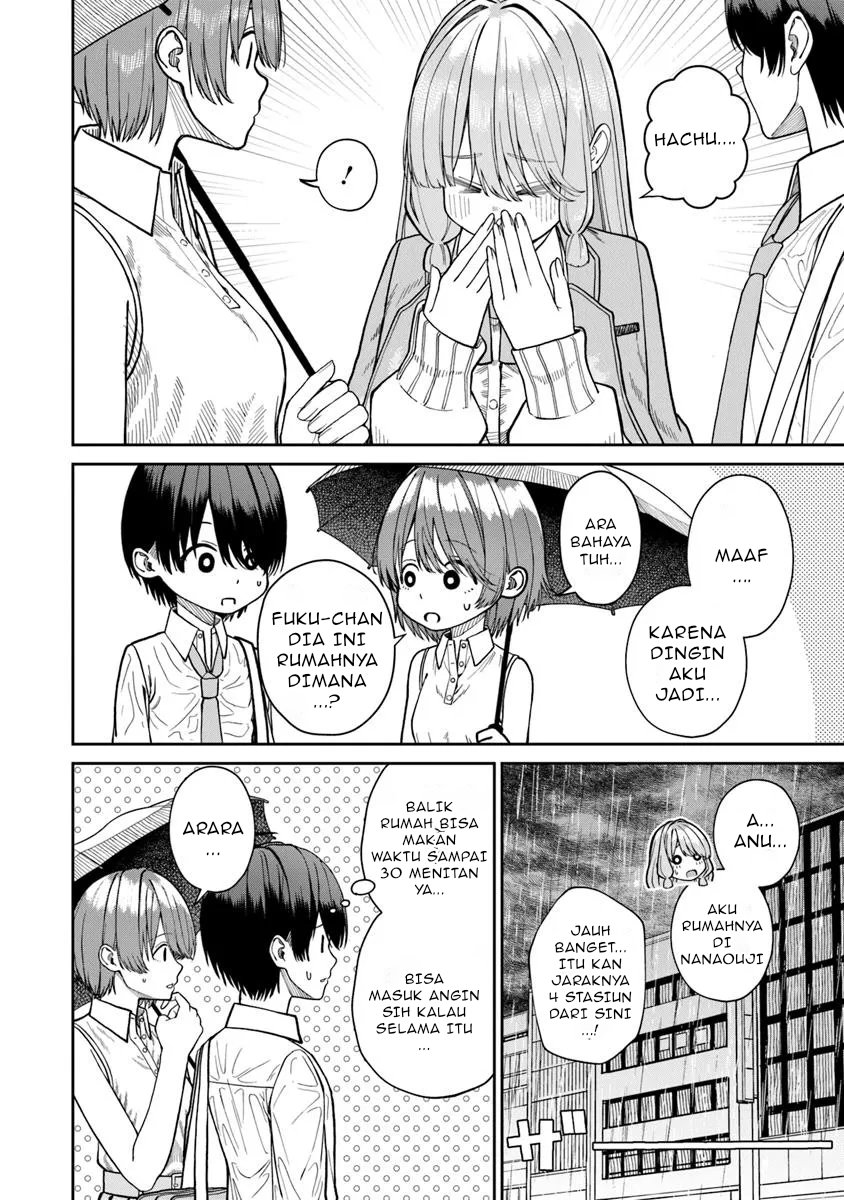 HACHU....
!
MAAF
....
KARENA
DINGIN
AKU
JADI...
ARA
BAHAYA
TUH...
FUKU-CHAN
DIA INI
RUMAHNYA
DIMANA
...?
A...
ANU...
AKU
RUMAHNYA
DI
NANAOUJI
JAUH
BANGET...
ITU KAN
JARAKNYA
4 STASIUN
DARI SINI
...!
ザー
BALIK
RUMAH BISA
MAKAN
WAKTU SAMPAI
30 MENITAN
YA...
BISA
MASUK ANGIN
SIH KALAU
SELAMA ITU
...
ARARA
...